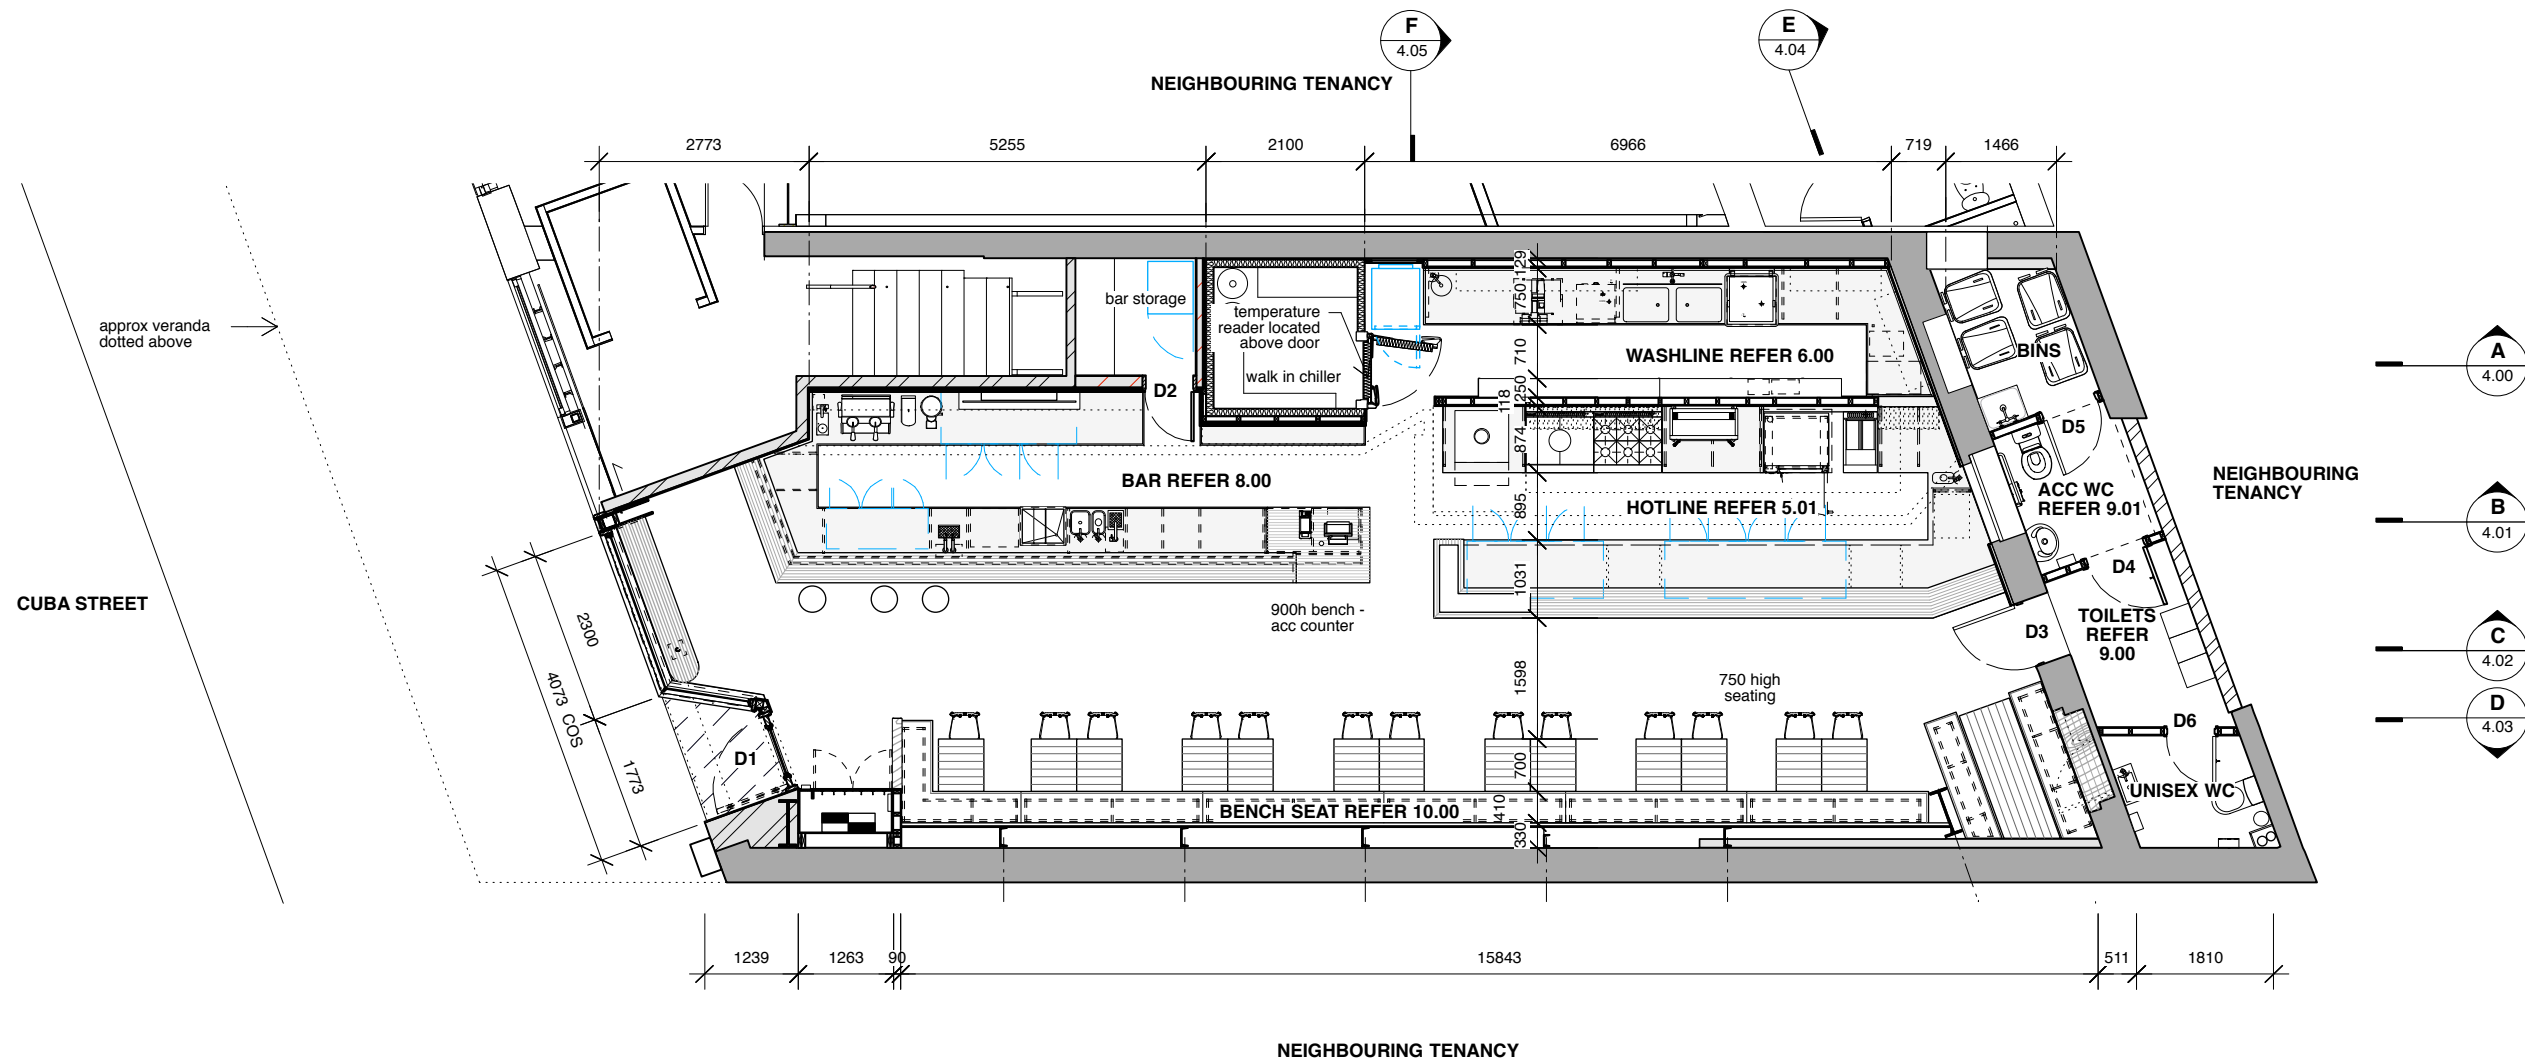 F
4.05
E
4.04
NEIGHBOURING TENANCY
2773
5255
2100
6966
719
1466
approx veranda
dotted above
bar storage
temperature
reader located
above door
walk in chiller
D2
129
750
710
250
118
874
895
1031
1598
700
410
330
WASHLINE REFER 6.00
BINS
D5
A
4.00
BAR REFER 8.00
HOTLINE REFER 5.01
ACC WC
REFER 9.01
NEIGHBOURING
TENANCY
B
4.01
D4
CUBA STREET
2300
4073 COS
1773
900h bench -
acc counter
D3
TOILETS
REFER
9.00
C
4.02
750 high
seating
D
4.03
D6
D1
UNISEX WC
BENCH SEAT REFER 10.00
1239
1263
90
15843
511
1810
NEIGHBOURING TENANCY